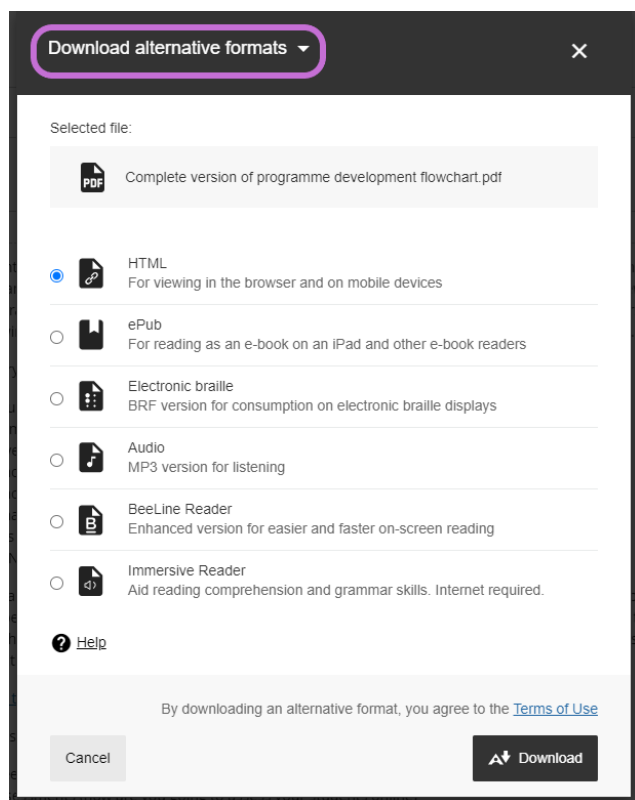 Download alternative formats
Selected file:
PDF
Complete version of programme development flowchart.pdf
HTML
For viewing in the browser and on mobile devices
ePub
For reading as an e-book on an iPad and other e-book readers
Electronic braille
BRF version for consumption on electronic braille displays
Audio
MP3 version for listening
BeeLine Reader
B
Enhanced version for easier and faster on-screen reading
Immersive Reader
Aid reading comprehension and grammar skills. Internet required.
? Help
By downloading an alternative format, you agree to the Terms of Use
Cancel
A Download